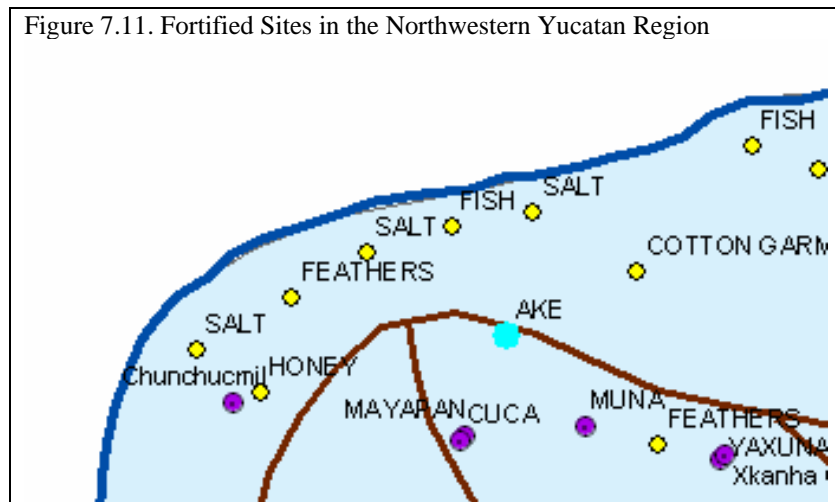 Figure 7.11. Fortified Sites in the Northwestern Yucatan Region
FISH
SALT
FISH
SALT
COTTON GARM
FEATHERS
AKE
SALT
HONEY
Chunchucmil
MAYAPAN
CUCA
MUNA
FEATHERS
YAXUNA
Xkanha